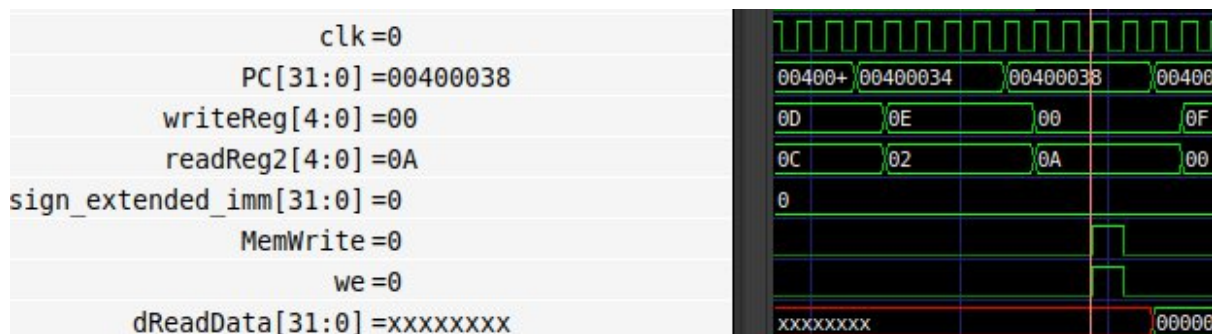 clk=0
PC[31:0]=00400038 00400+ 00400034 00400038 00400
writeReg[4:0]=00 0D 0E 00 0F
readReg2[4:0]=0A 0C 02 0A 00
sign_extended_imm[31:0]=0 0
MemWrite=0
we=0
dReadData[31:0]=xxxxxxxx xxxxxxxx 00000